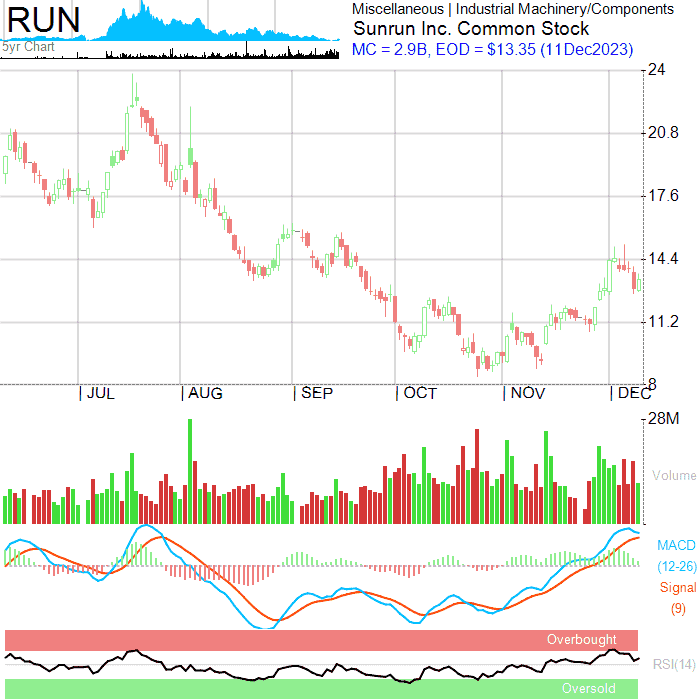 RUN
5yr Chart
Miscellaneous | Industrial Machinery/Components
Sunrun Inc. Common Stock
MC = 2.9B, EOD = $13.35 (11Dec2023)
24
20.8
17.6
14.4
11.2
8
JUL AUG SEP OCT NOV DEC
28M
Volume
MACD
(12-26)
Signal
(9)
Overbought
RSI(14)
Oversold